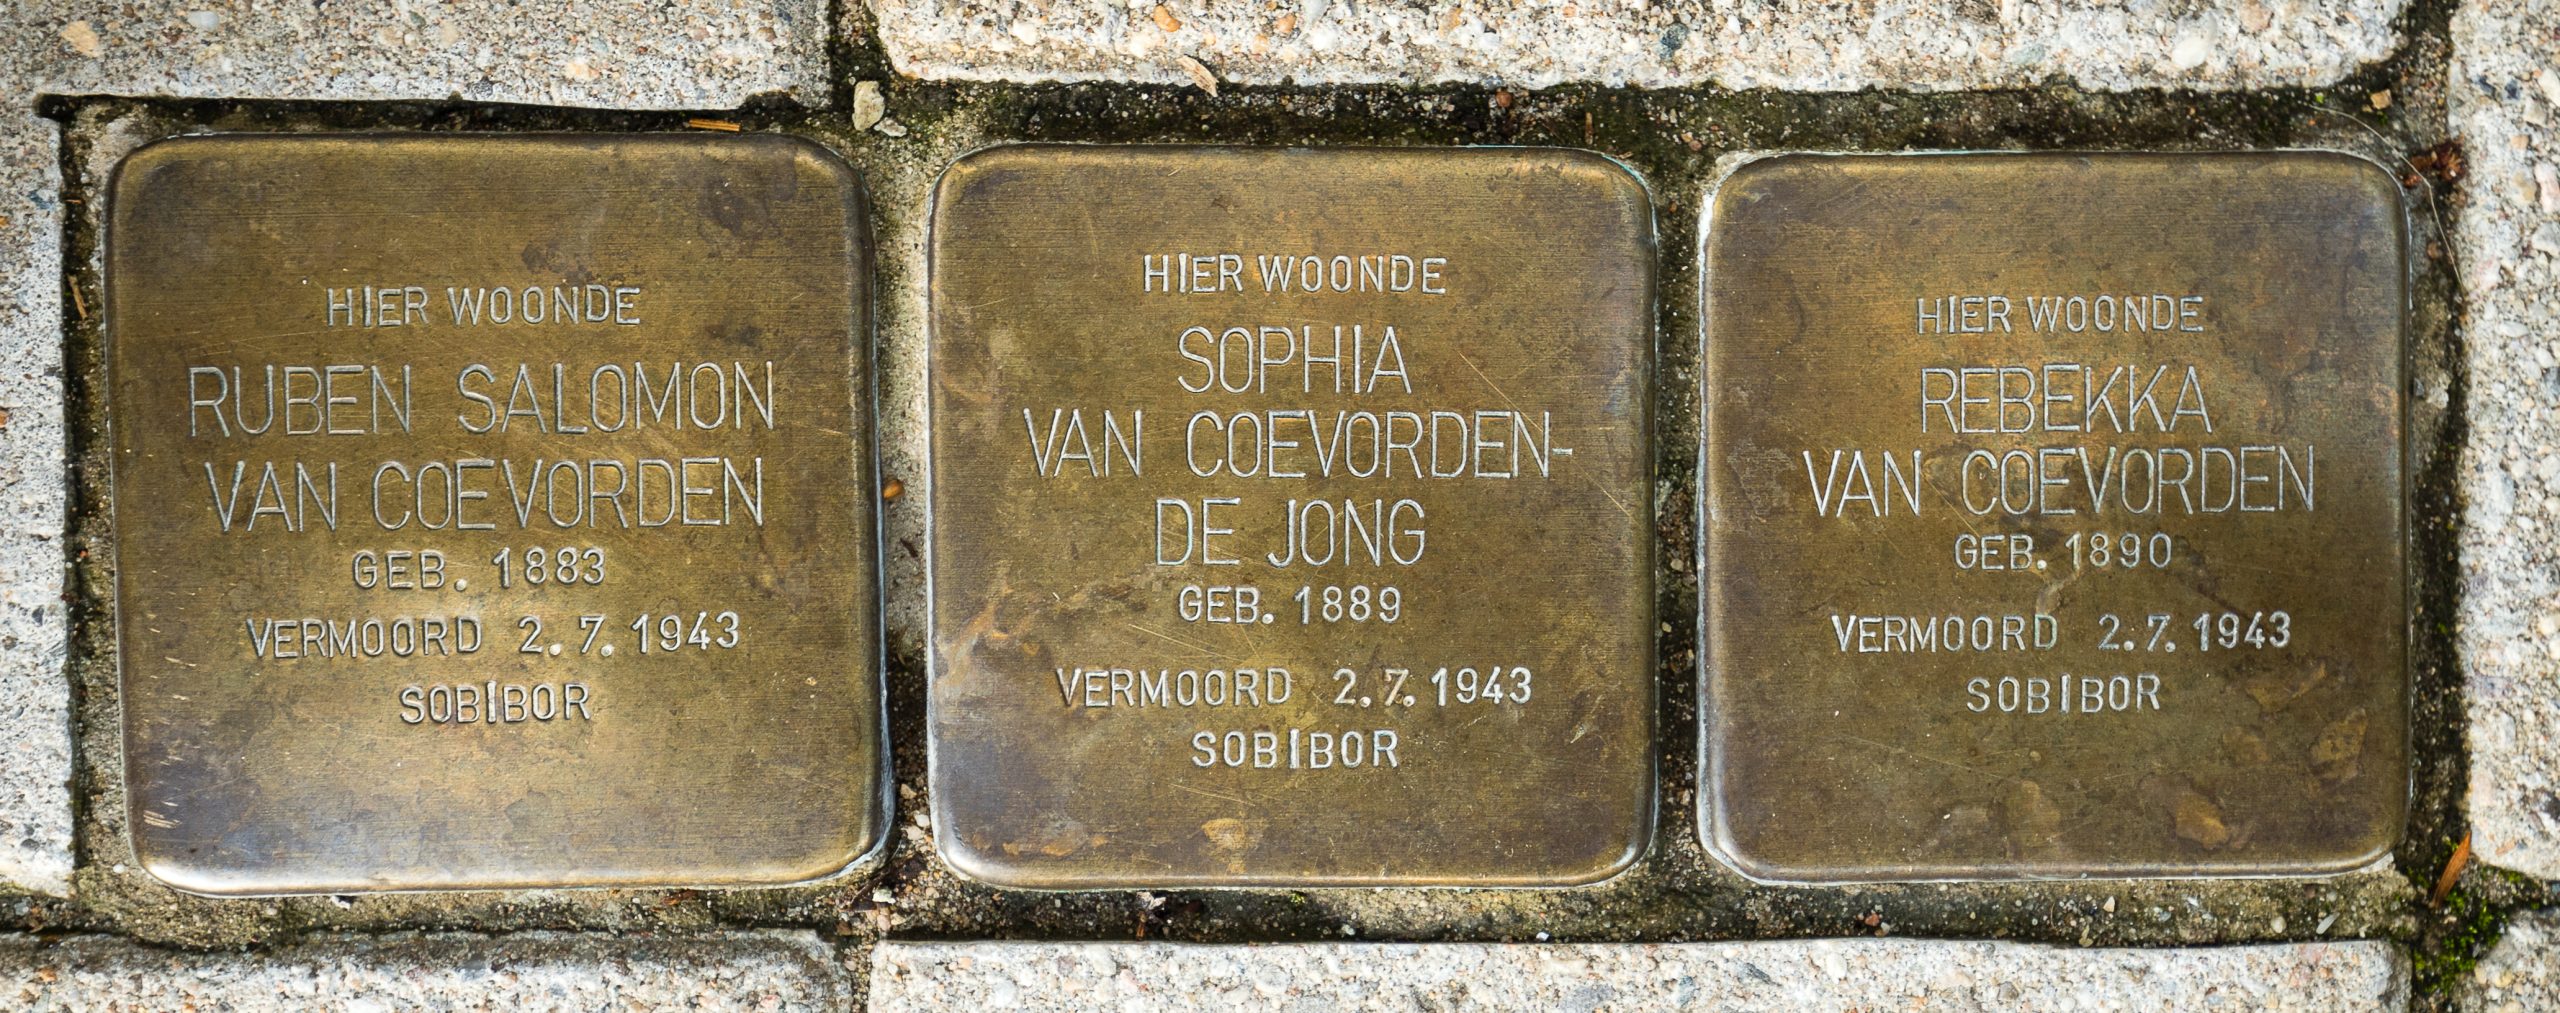 HIER WOONDE
RUBEN SALOMON
VAN COEVORDEN
GEB. 1883
VERMOORD 2.7.1943
SOBIBOR
HIER WOONDE
SOPHIA
VAN COEVORDEN-
DE JONG
GEB. 1889
VERMOORD 2.7.1943
SOBIBOR
HIER WOONDE
REBEKKA
VAN COEVORDEN
GEB. 1890
VERMOORD 2.7.1943
SOBIBOR